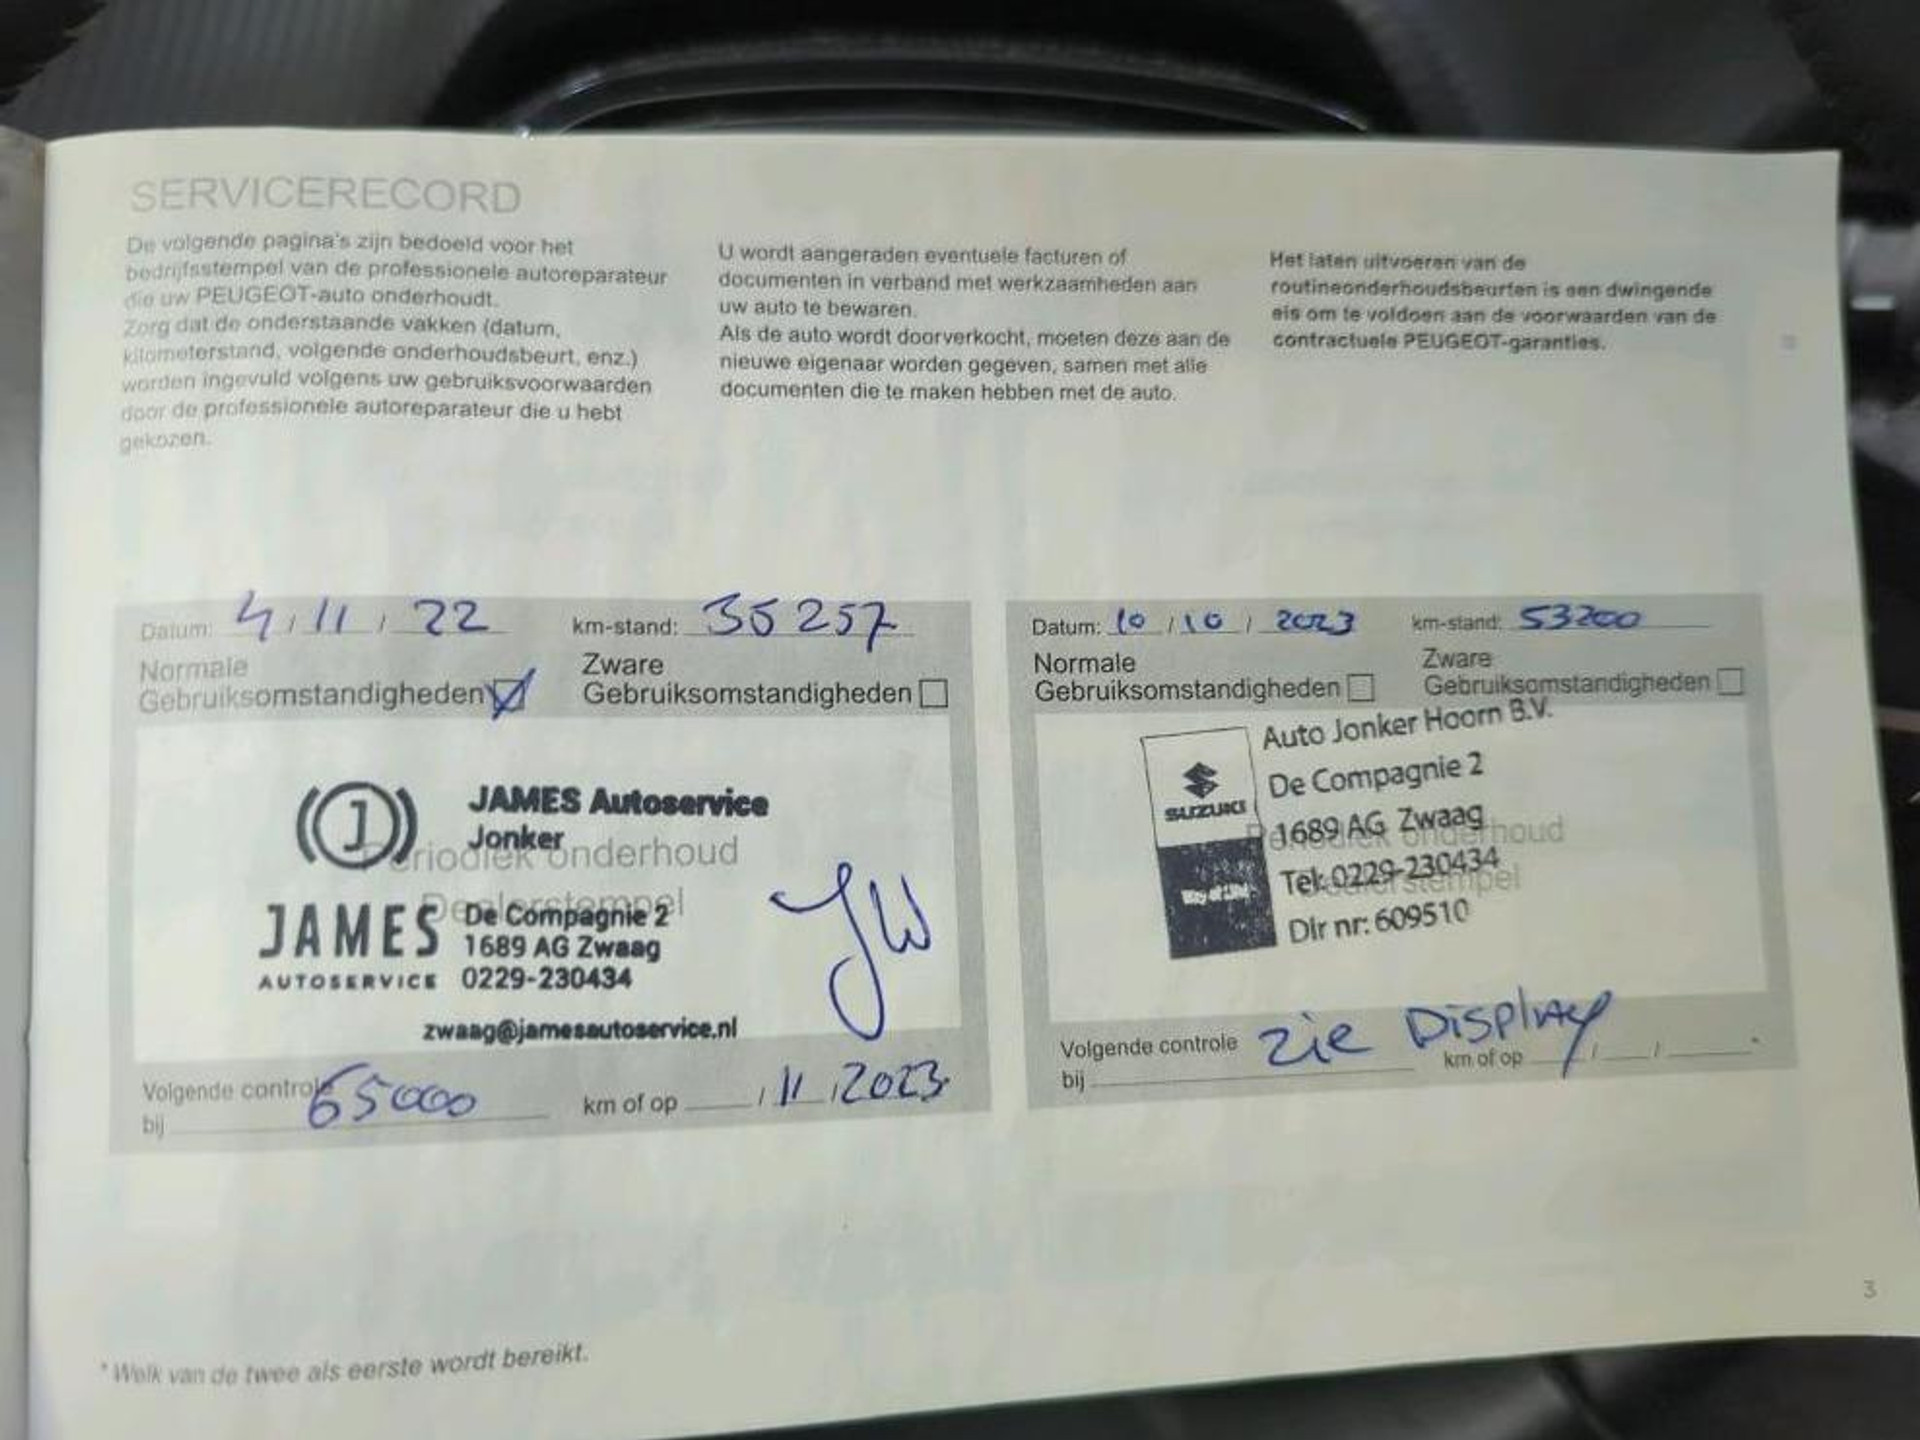 SERVICERECORD
De volgende pagina's zijn bedoeld voor het
bedrijfsstempel van de professionele autoreparateur
die uw PEUGEOT-auto onderhoudt.
Zorg dat de onderstaande vakken (datum,
kilometerstand, volgende onderhoudsbeurt, enz.)
worden ingevuld volgens uw gebruiksvoorwaarden
door de professionele autoreparateur die u hebt
gekozen.
U wordt aangeraden eventuele facturen of
documenten in verband met werkzaamheden aan
uw auto te bewaren.
Als de auto wordt doorverkocht, moeten deze aan de
nieuwe eigenaar worden gegeven, samen met alle
documenten die te maken hebben met de auto.
Het laten uitvoeren van de
routineonderhoudsbeurten is een dwingende
eis om te voldoen aan de voorwaarden van de
contractuele PEUGEOT-garanties.
Datum: 4/11/22 km-stand: 35257
Normale Zware
Gebruiksomstandigheden Gebruiksomstandigheden
JAMES Autoservice
Jonker
Periodiek onderhoud
Dealerstempel
JAMES
AUTOSERVICE
De Compagnie 2
1689 AG Zwaag
0229-230434
zwaag@jamesautoservice.nl
JW
Volgende controle
bij 65000 km of op / 11 / 2023
Datum: 10/10/2023 km-stand: 53200
Normale Zware
Gebruiksomstandigheden Gebruiksomstandigheden
SUZUKI
Way of Life!
Auto Jonker Hoorn B.V.
De Compagnie 2
1689 AG Zwaag
Tel: 0229-230434
Dlr nr: 609510
Periodiek onderhoud
Dealerstempel
Volgende controle zie Display
bij km of op / /
3
* Welk van de twee als eerste wordt bereikt.